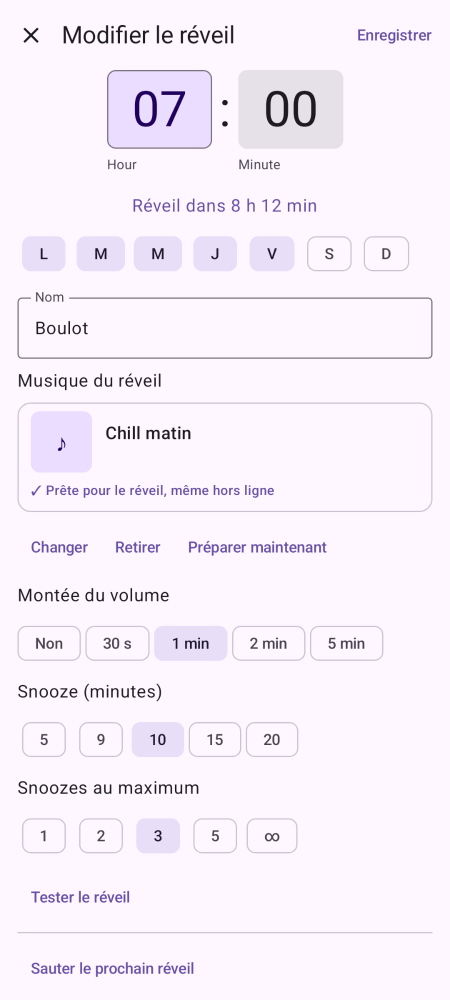 Modifier le réveil
Enregistrer
07 : 00
Hour Minute
Réveil dans 8 h 12 min
L M M J V S D
Nom
Boulot
Musique du réveil
♪ Chill matin
✓ Prête pour le réveil, même hors ligne
Changer Retirer Préparer maintenant
Montée du volume
Non 30 s 1 min 2 min 5 min
Snooze (minutes)
5 9 10 15 20
Snoozes au maximum
1 2 3 5 ∞
Tester le réveil
Sauter le prochain réveil